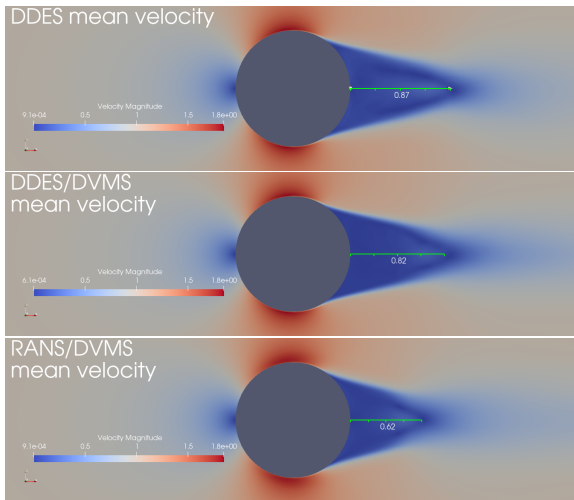 DDES mean velocity
0.87
Velocity Magnitude
9.1e-04 0.5 1 1.5 1.8e+00
DDES/DVMS
mean velocity
0.82
Velocity Magnitude
6.1e-04 0.5 1 1.5 1.8e+00
RANS/DVMS
mean velocity
0.62
Velocity Magnitude
9.1e-04 0.5 1 1.5 1.8e+00